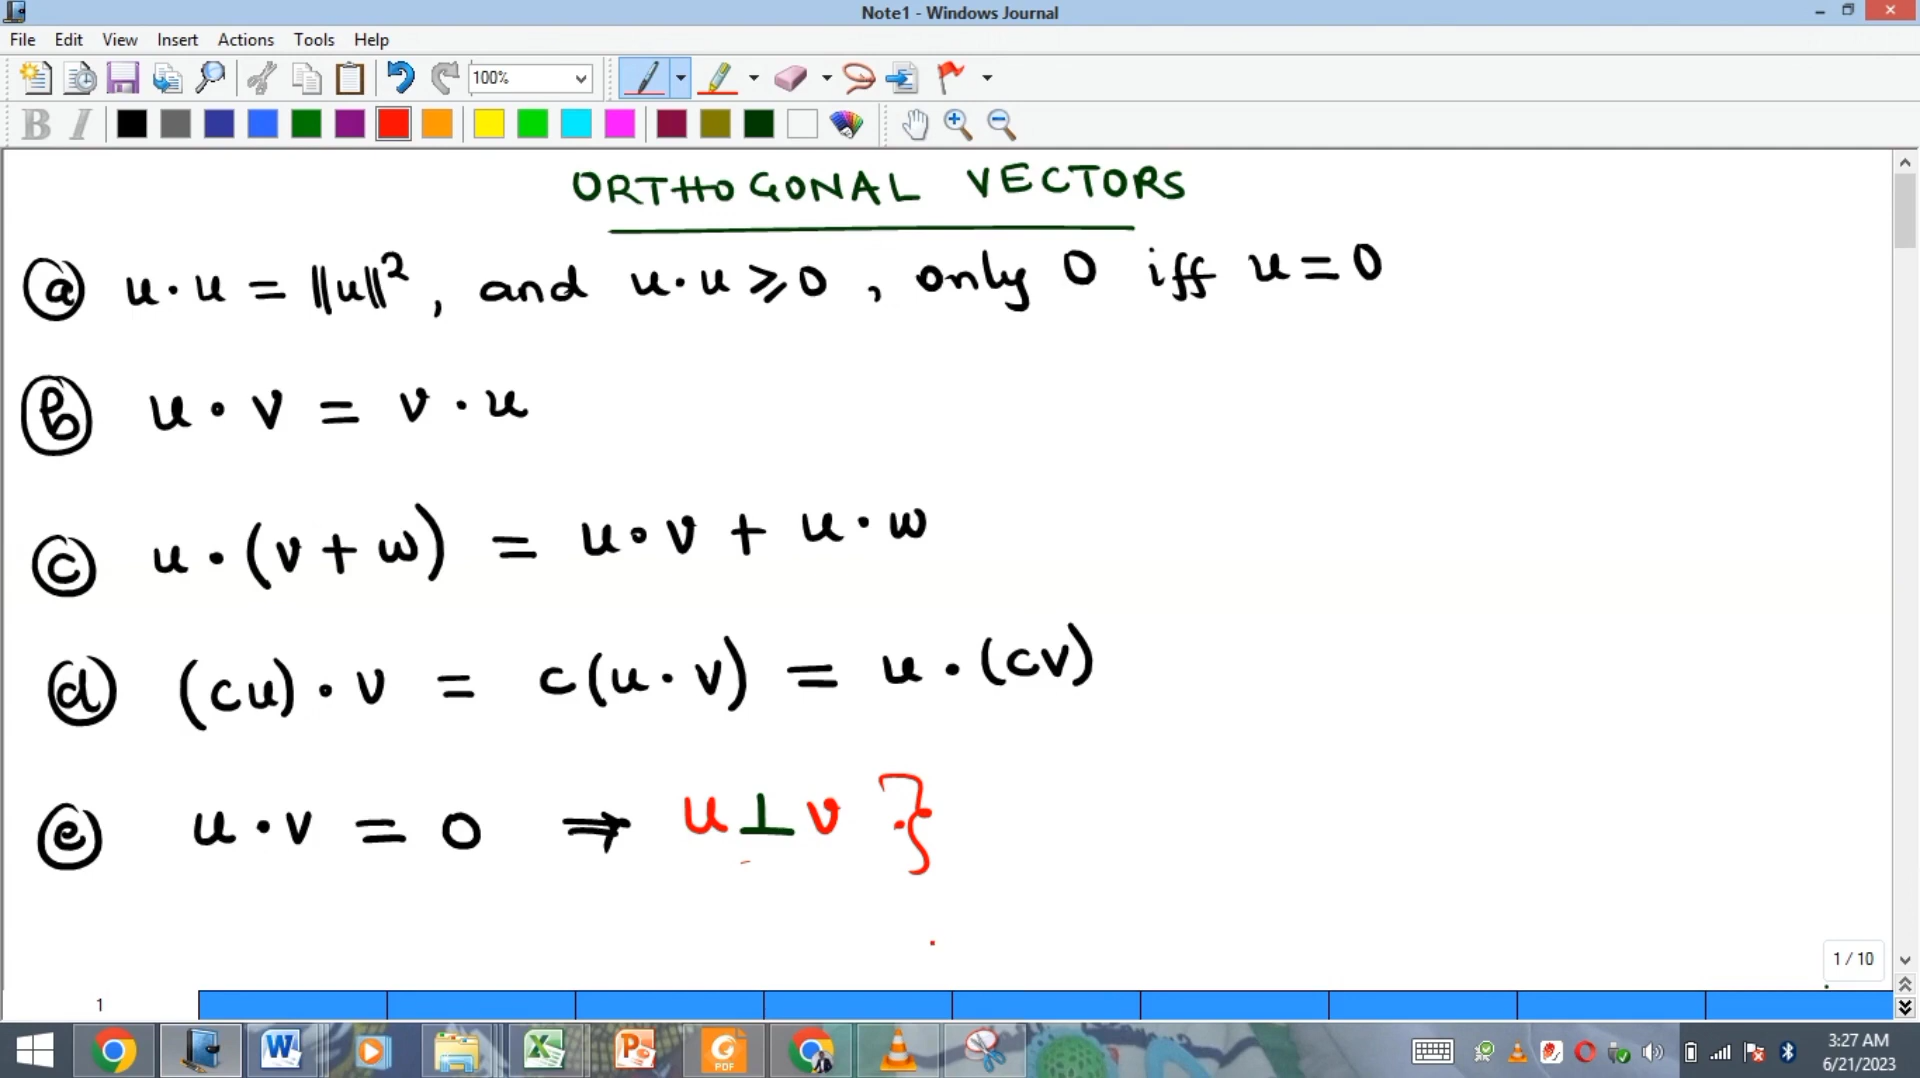 Note1 - Windows Journal
File Edit View Insert Actions Tools Help
100%
B I
ORTHOGONAL VECTORS
(a) u·u = ||u||², and u·u ⩾ 0, only 0 iff u = 0
(b) u·v = v·u
(c) u·(v+w) = u·v + u·w
(d) (cu)·v = c(u·v) = u·(cv)
(e) u·v = 0 ⇒ u⊥v }
1 / 10
1
PDF
3:27 AM
6/21/2023